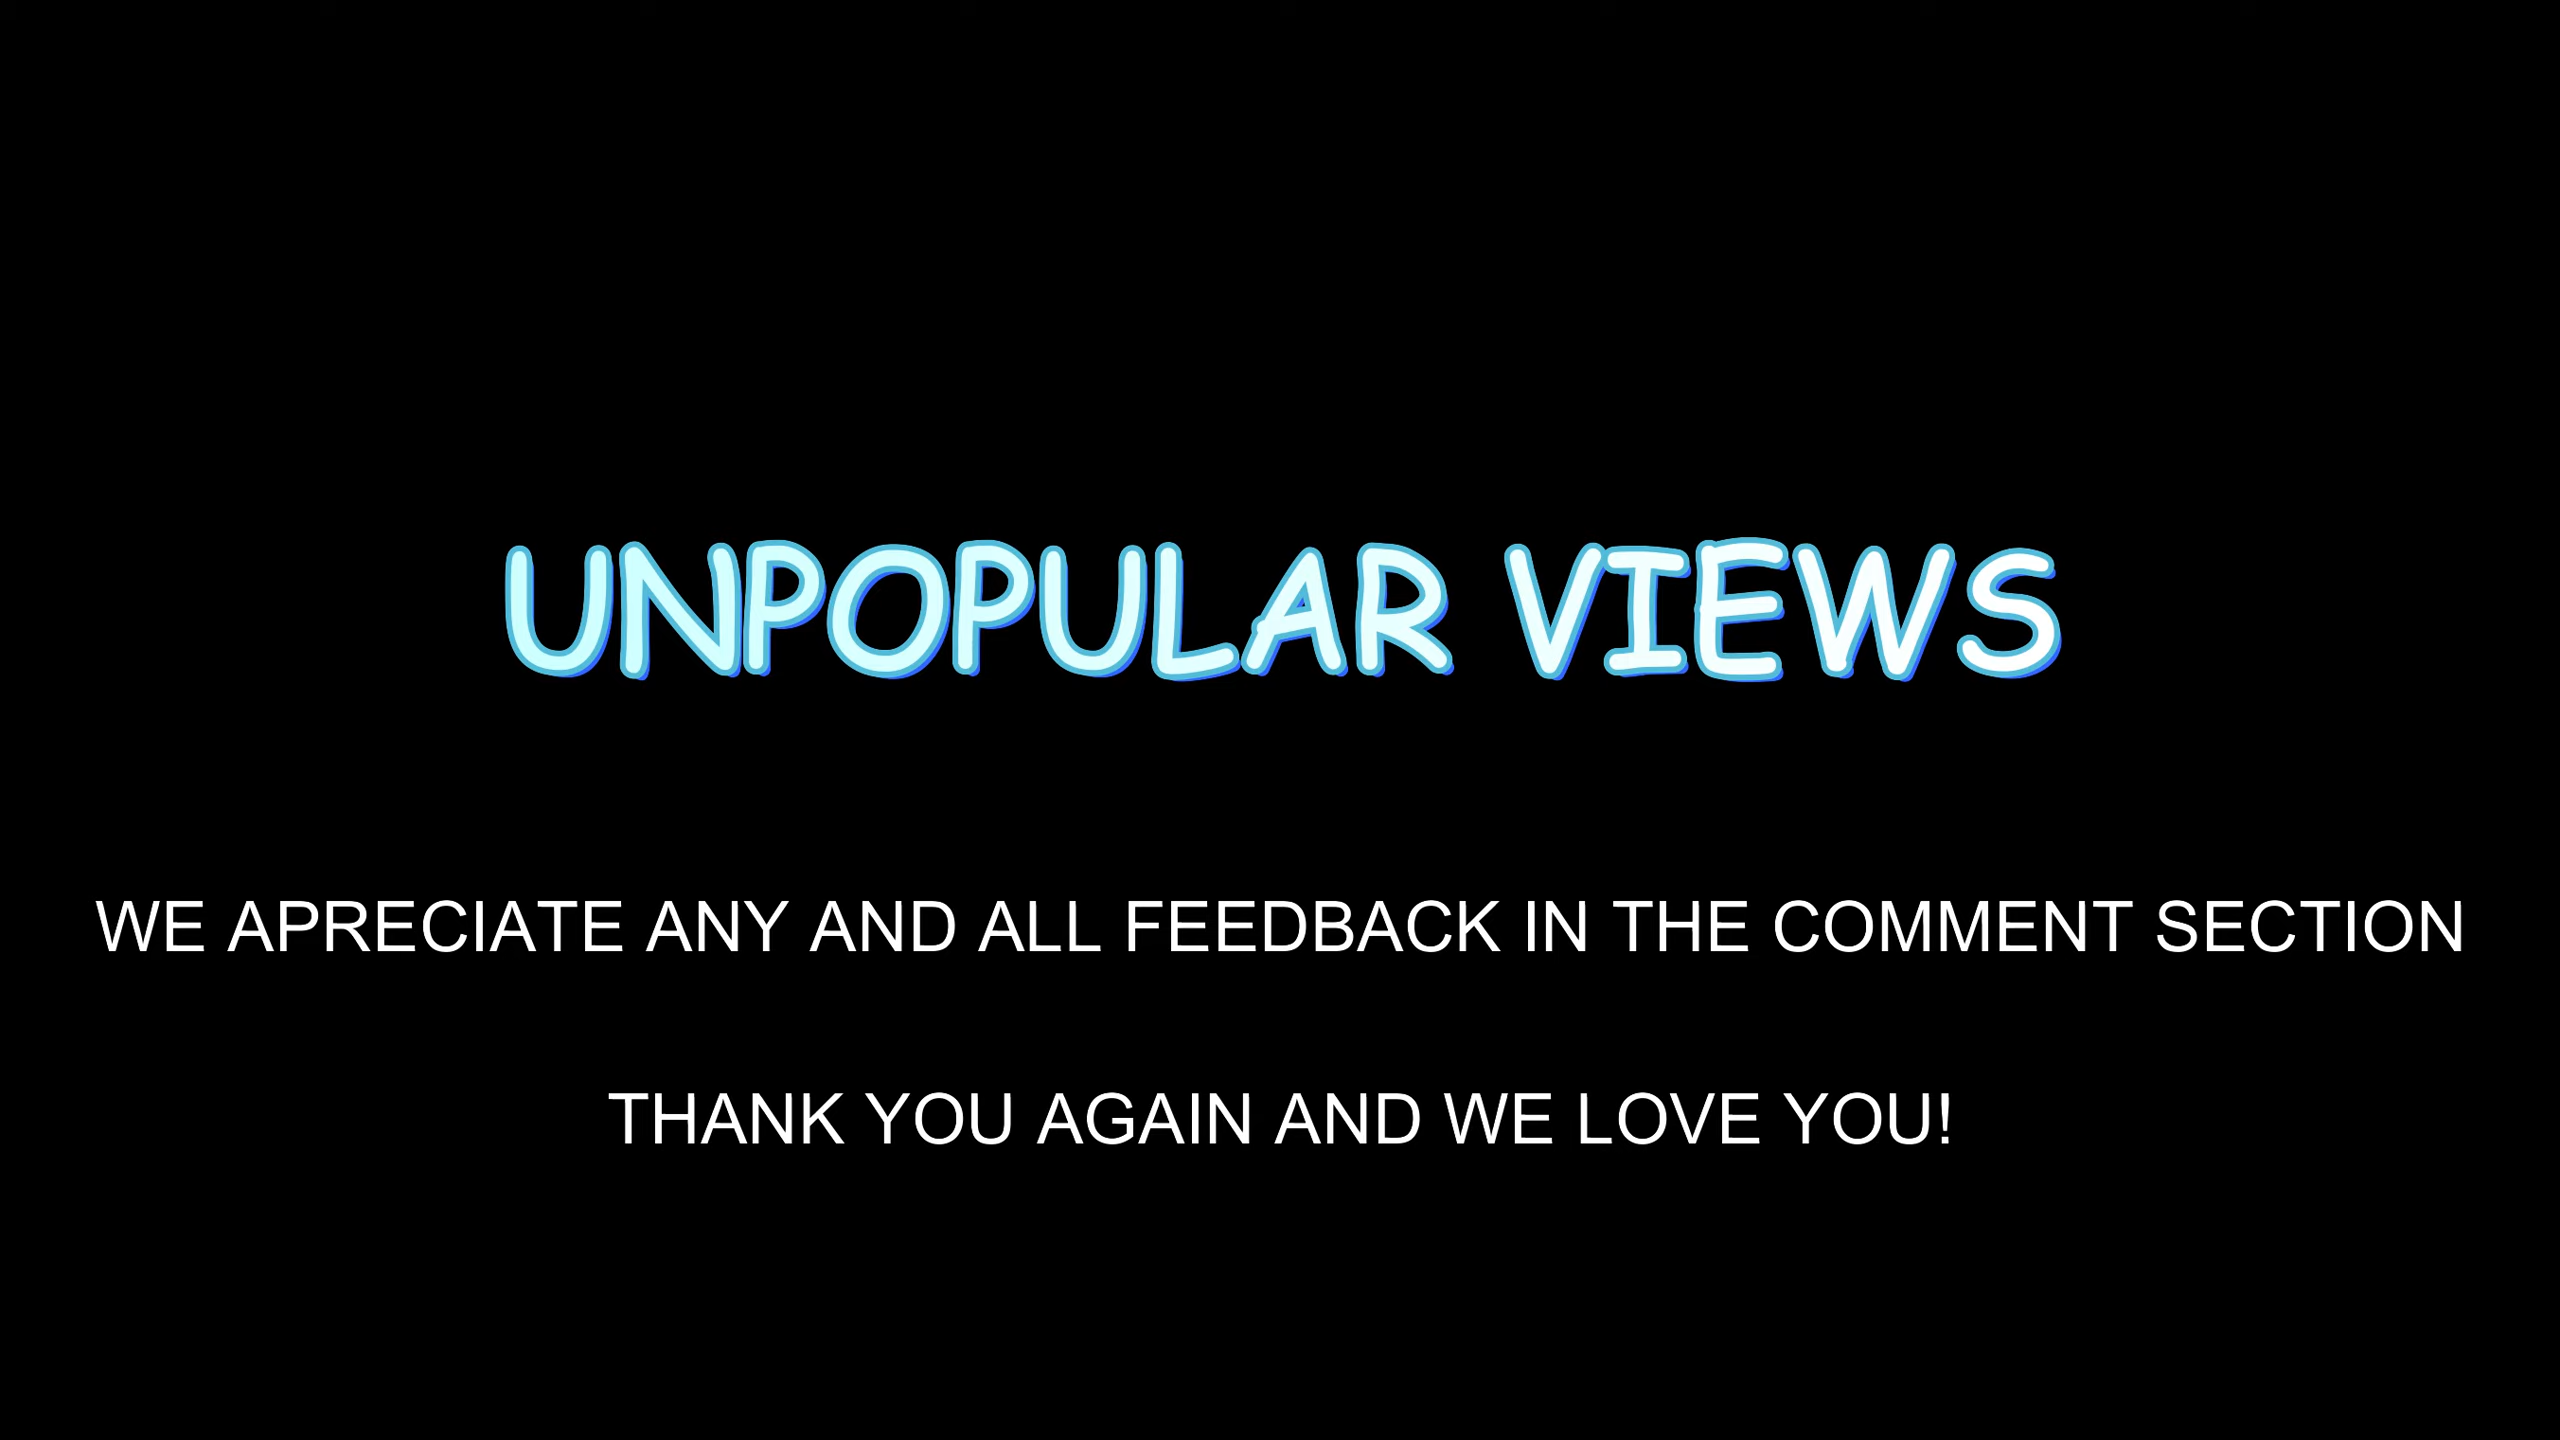 UNPOPULAR VIEWS
WE APRECIATE ANY AND ALL FEEDBACK IN THE COMMENT SECTION
THANK YOU AGAIN AND WE LOVE YOU!